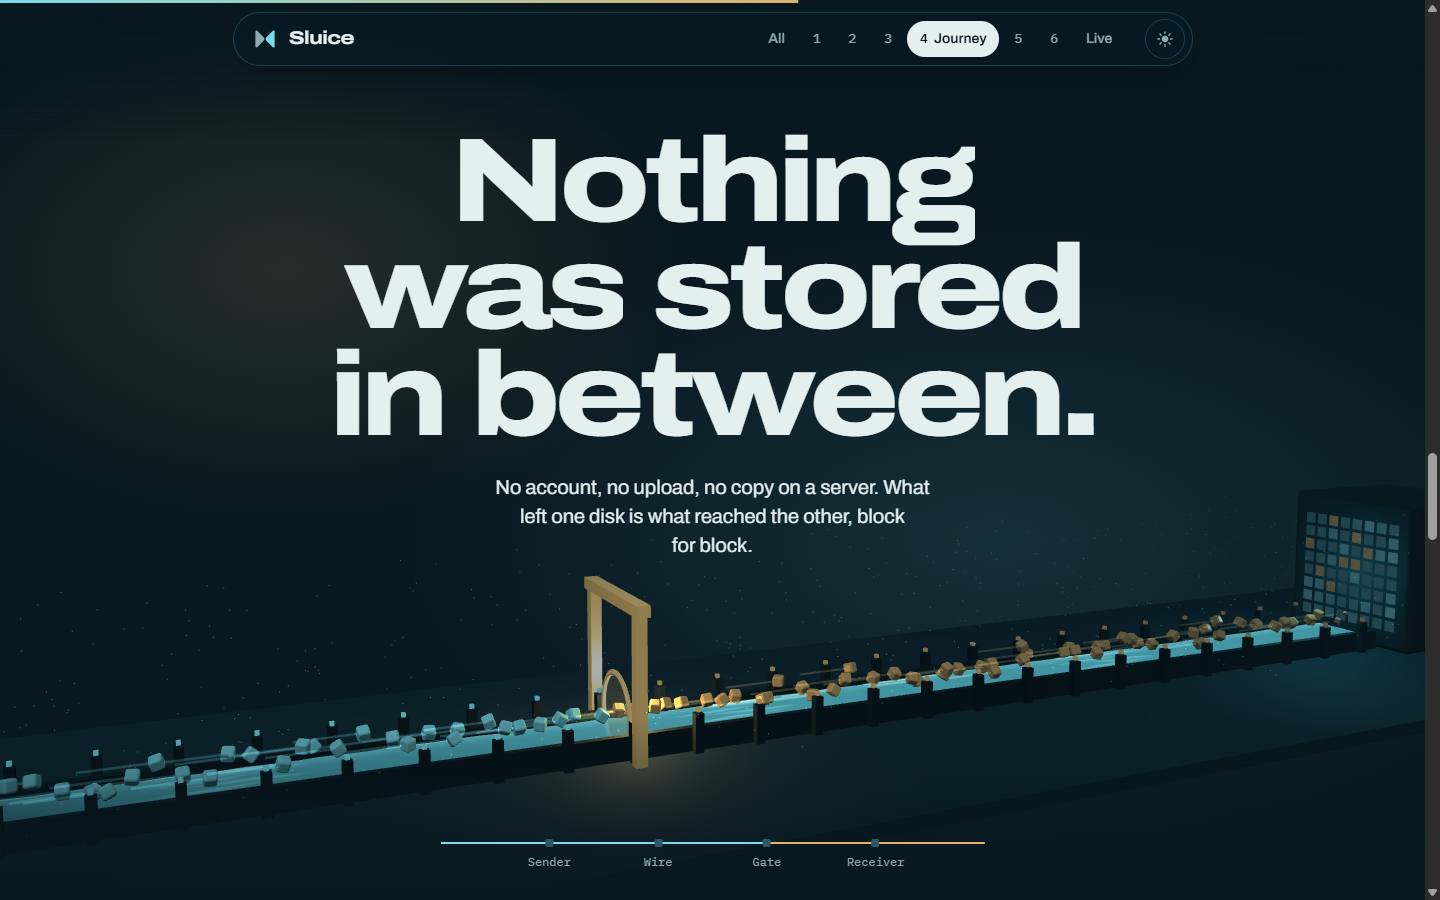 Sluice
All 1 2 3 4 Journey 5 6 Live
Nothing
was stored
in between.
No account, no upload, no copy on a server. What
left one disk is what reached the other, block
for block.
Sender Wire Gate Receiver